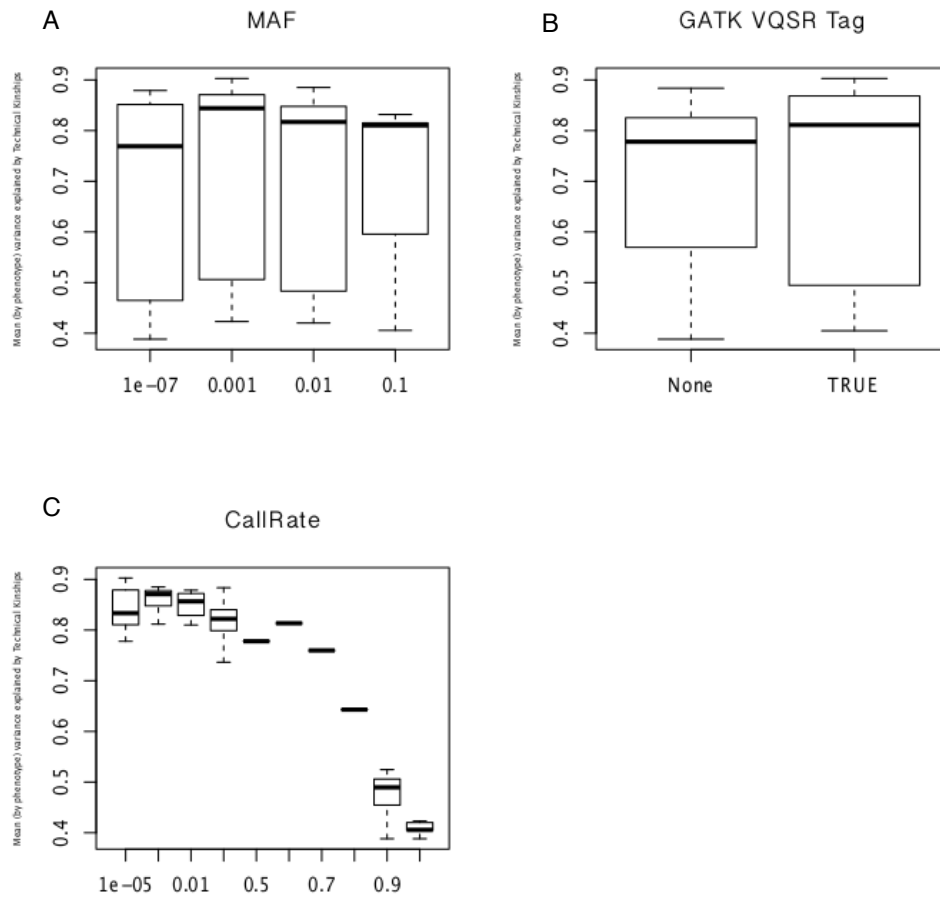 A
MAF
Mean (by phenotype) variance explained by Technical Kinships
0.9
0.8
0.7
0.6
0.5
0.4
1e-07 0.001 0.01 0.1
B
GATK VQSR Tag
Mean (by phenotype) variance explained by Technical Kinships
0.9
0.8
0.7
0.6
0.5
0.4
None TRUE
C
CallRate
Mean (by phenotype) variance explained by Technical Kinships
0.9
0.8
0.7
0.6
0.5
0.4
1e-05 0.01 0.5 0.7 0.9